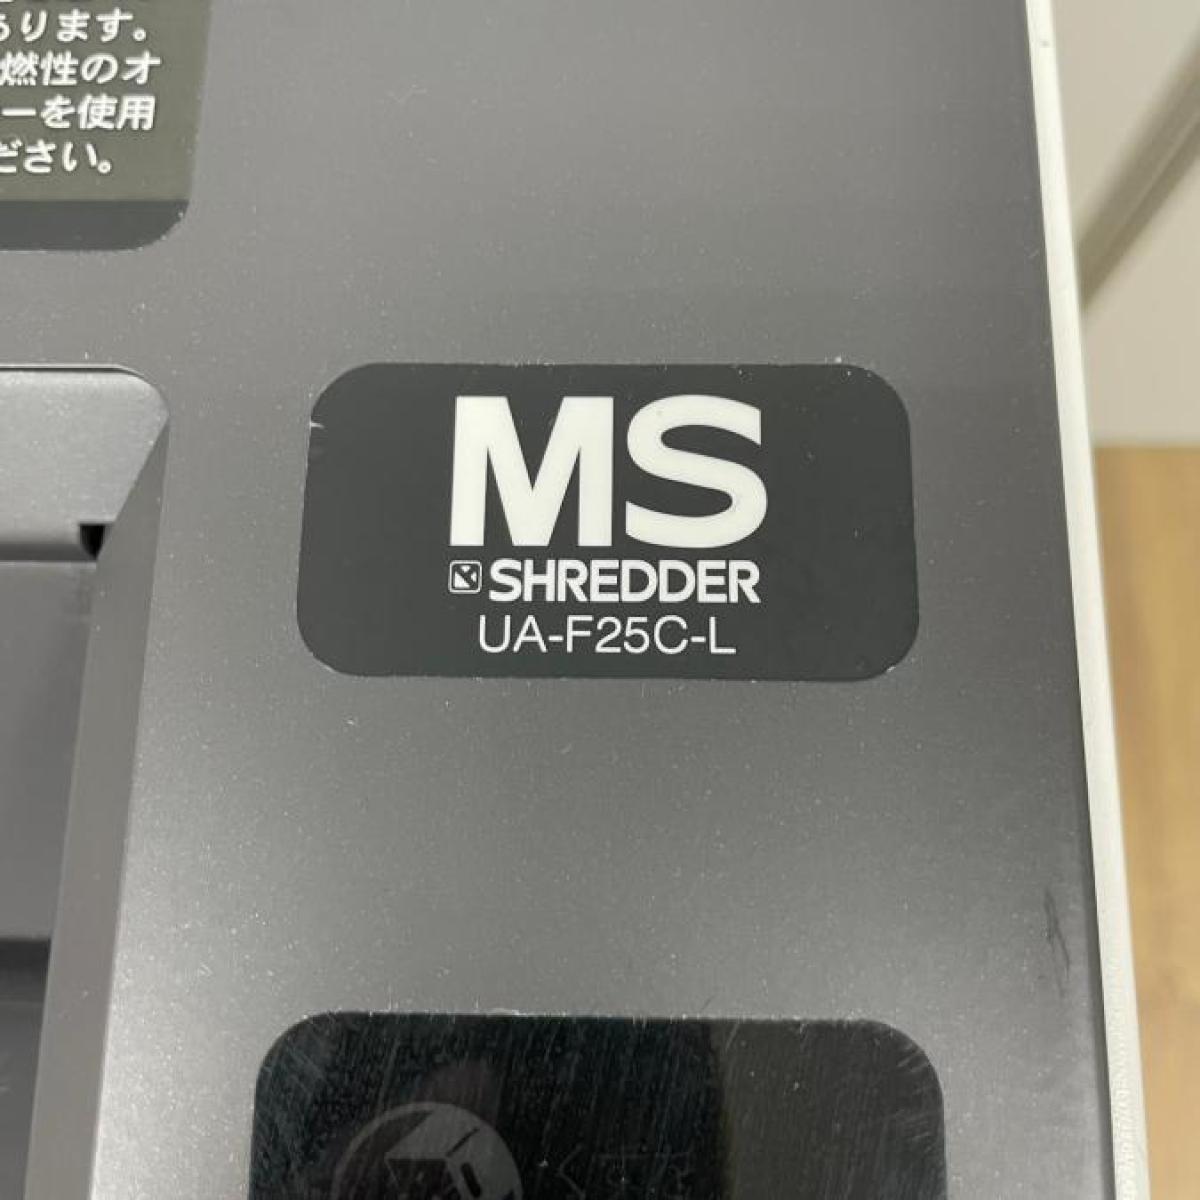 あります。
燃性のオ
ーを使用
ださい。
MS
SHREDDER
UA-F25C-L